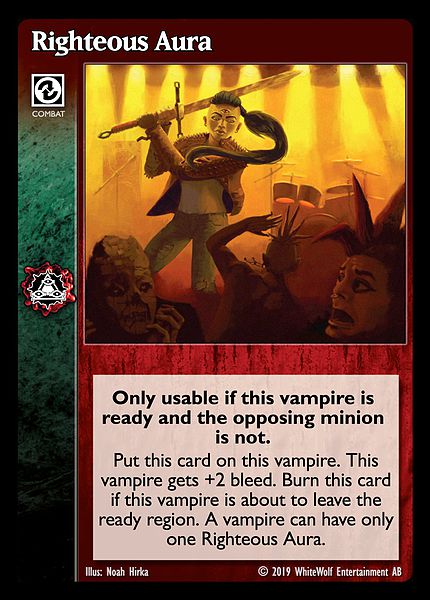 Righteous Aura
COMBAT
Only usable if this vampire is
ready and the opposing minion
is not.
Put this card on this vampire. This
vampire gets +2 bleed. Burn this card
if this vampire is about to leave the
ready region. A vampire can have only
one Righteous Aura.
Illus: Noah Hirka
© 2019 WhiteWolf Entertainment AB